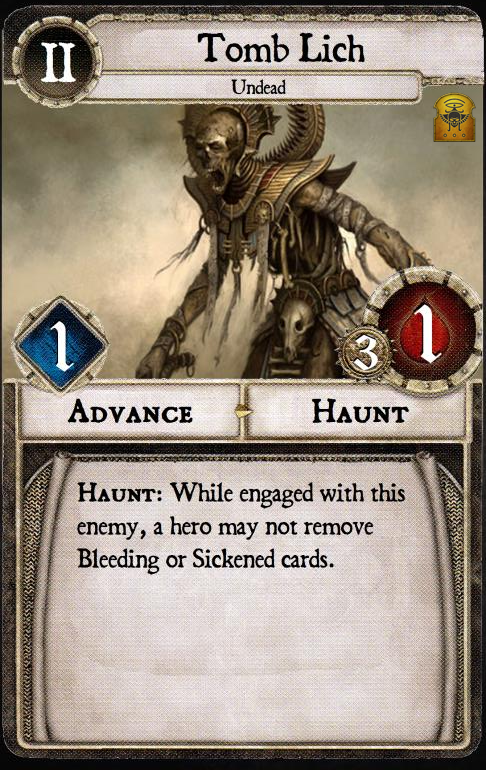 II
Tomb Lich
Undead
1
3
1
Advance
Haunt
Haunt: While engaged with this
enemy, a hero may not remove
Bleeding or Sickened cards.